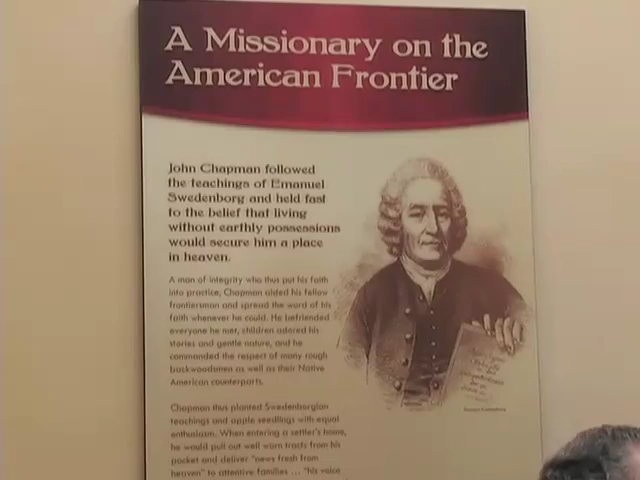 A Missionary on the
American Frontier
John Chapman followed
the teachings of Emanuel
Swedenborg and held fast
to the belief that living
without earthly possessions
would secure him a place
in heaven.
A man of integrity who thus put his faith
into practice, Chapman aided his fellow
frontiersman and spread the word of his
faith whenever he could. He befriended
everyone he met, children adored his
stories and gentle nature, and he
commanded the respect of many rough
backwoodsmen as well as their Native
American counterparts.
Chapman thus planted Swedenborgian
teachings and apple seedlings with equal
enthusiasm. When entering a settler's home,
he would pull out well worn tracts from his
pocket and deliver "news fresh from
heaven" to attentive families ... "his voice